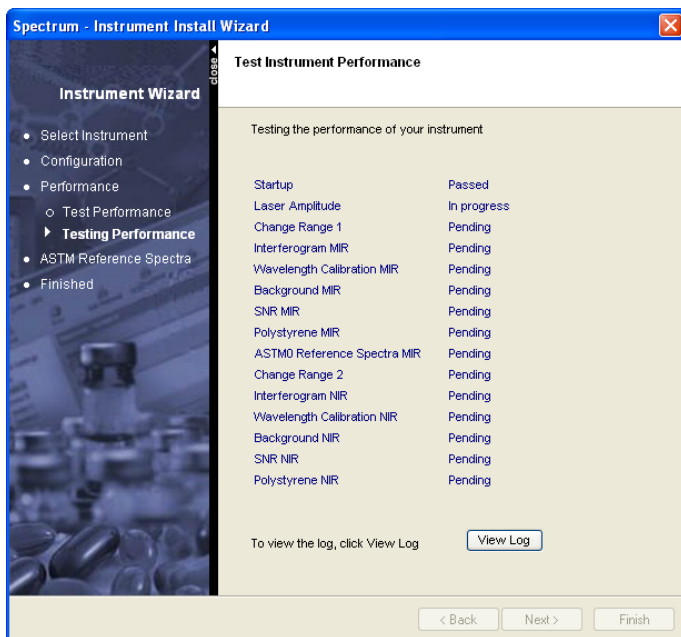 Spectrum - Instrument Install Wizard
close
Instrument Wizard
Select Instrument
Configuration
Performance
Test Performance
Testing Performance
ASTM Reference Spectra
Finished
Test Instrument Performance
Testing the performance of your instrument
Startup Passed
Laser Amplitude In progress
Change Range 1 Pending
Interferogram MIR Pending
Wavelength Calibration MIR Pending
Background MIR Pending
SNR MIR Pending
Polystyrene MIR Pending
ASTM0 Reference Spectra MIR Pending
Change Range 2 Pending
Interferogram NIR Pending
Wavelength Calibration NIR Pending
Background NIR Pending
SNR NIR Pending
Polystyrene NIR Pending
To view the log, click View Log View Log
< Back Next > Finish